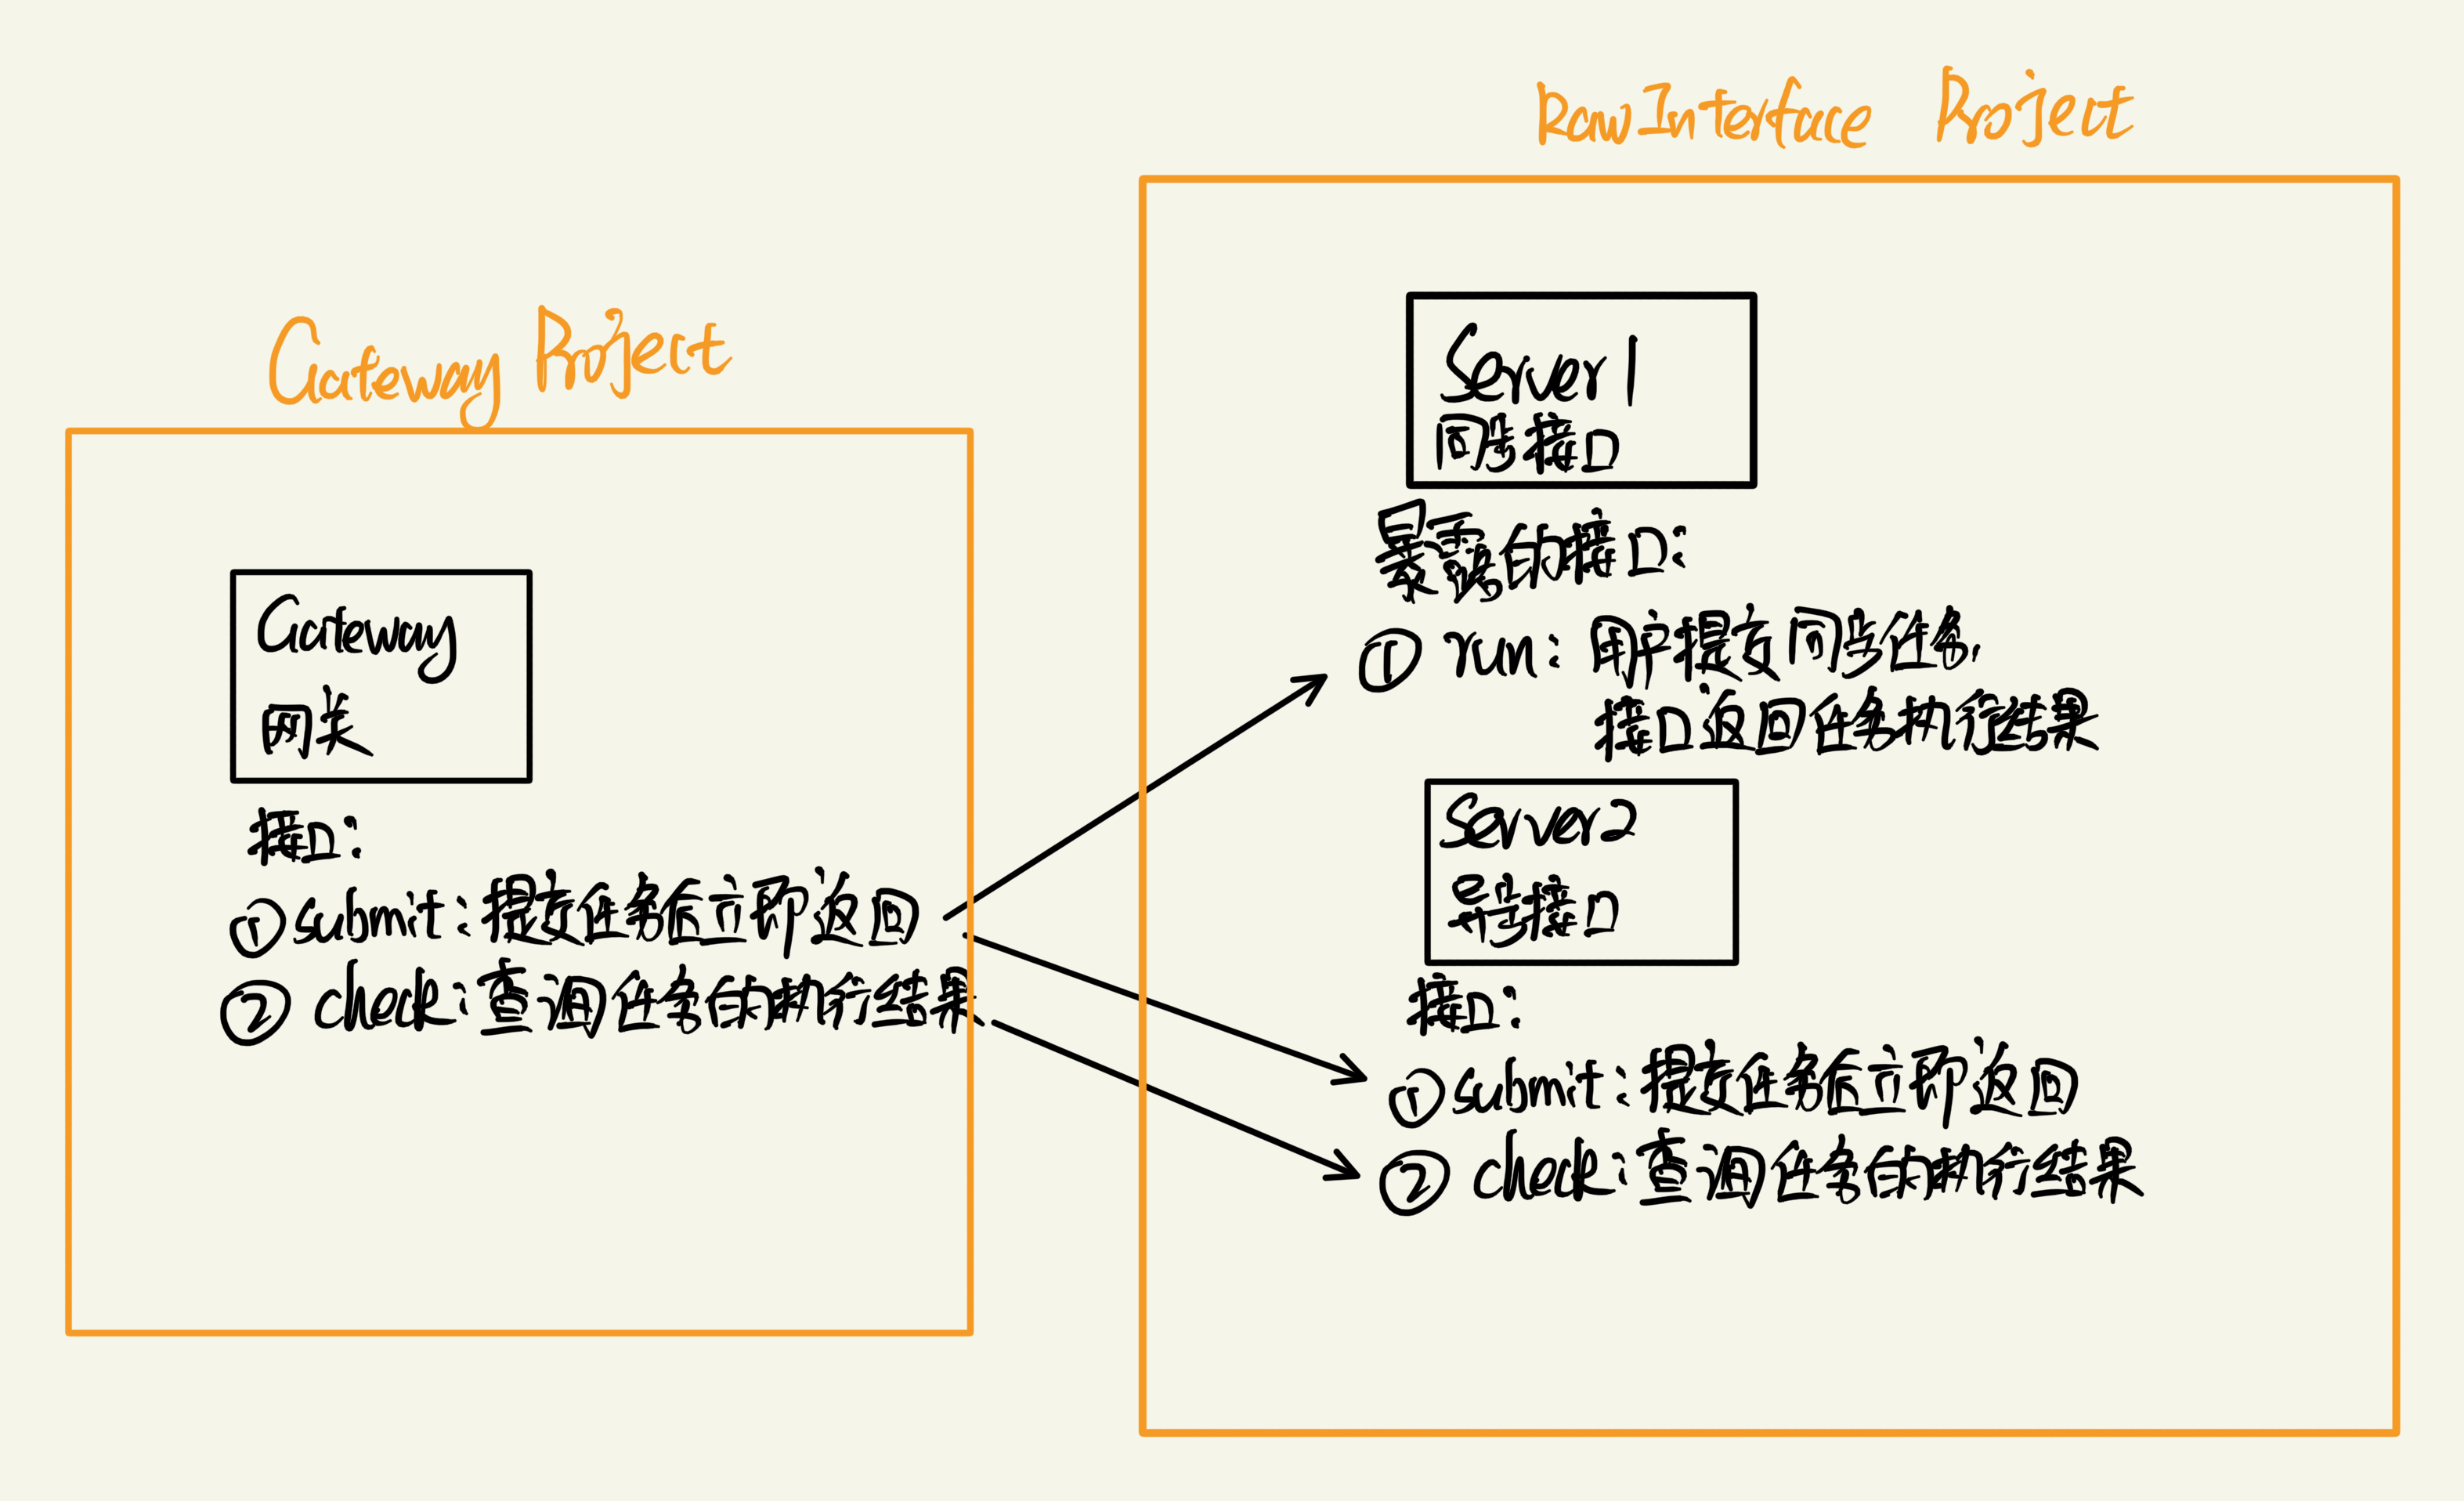 Gateway Project
Gateway
网关
接口：
①submit：提交任务后立即返回
② check：查询任务的执行结果
RawInterface Project
Server1
同步接口
暴露的接口：
① run：用户提交同步任务，
接口返回任务执行结果
Server2
异步接口
接口：
①submit：提交任务后立即返回
② check：查询任务的执行结果